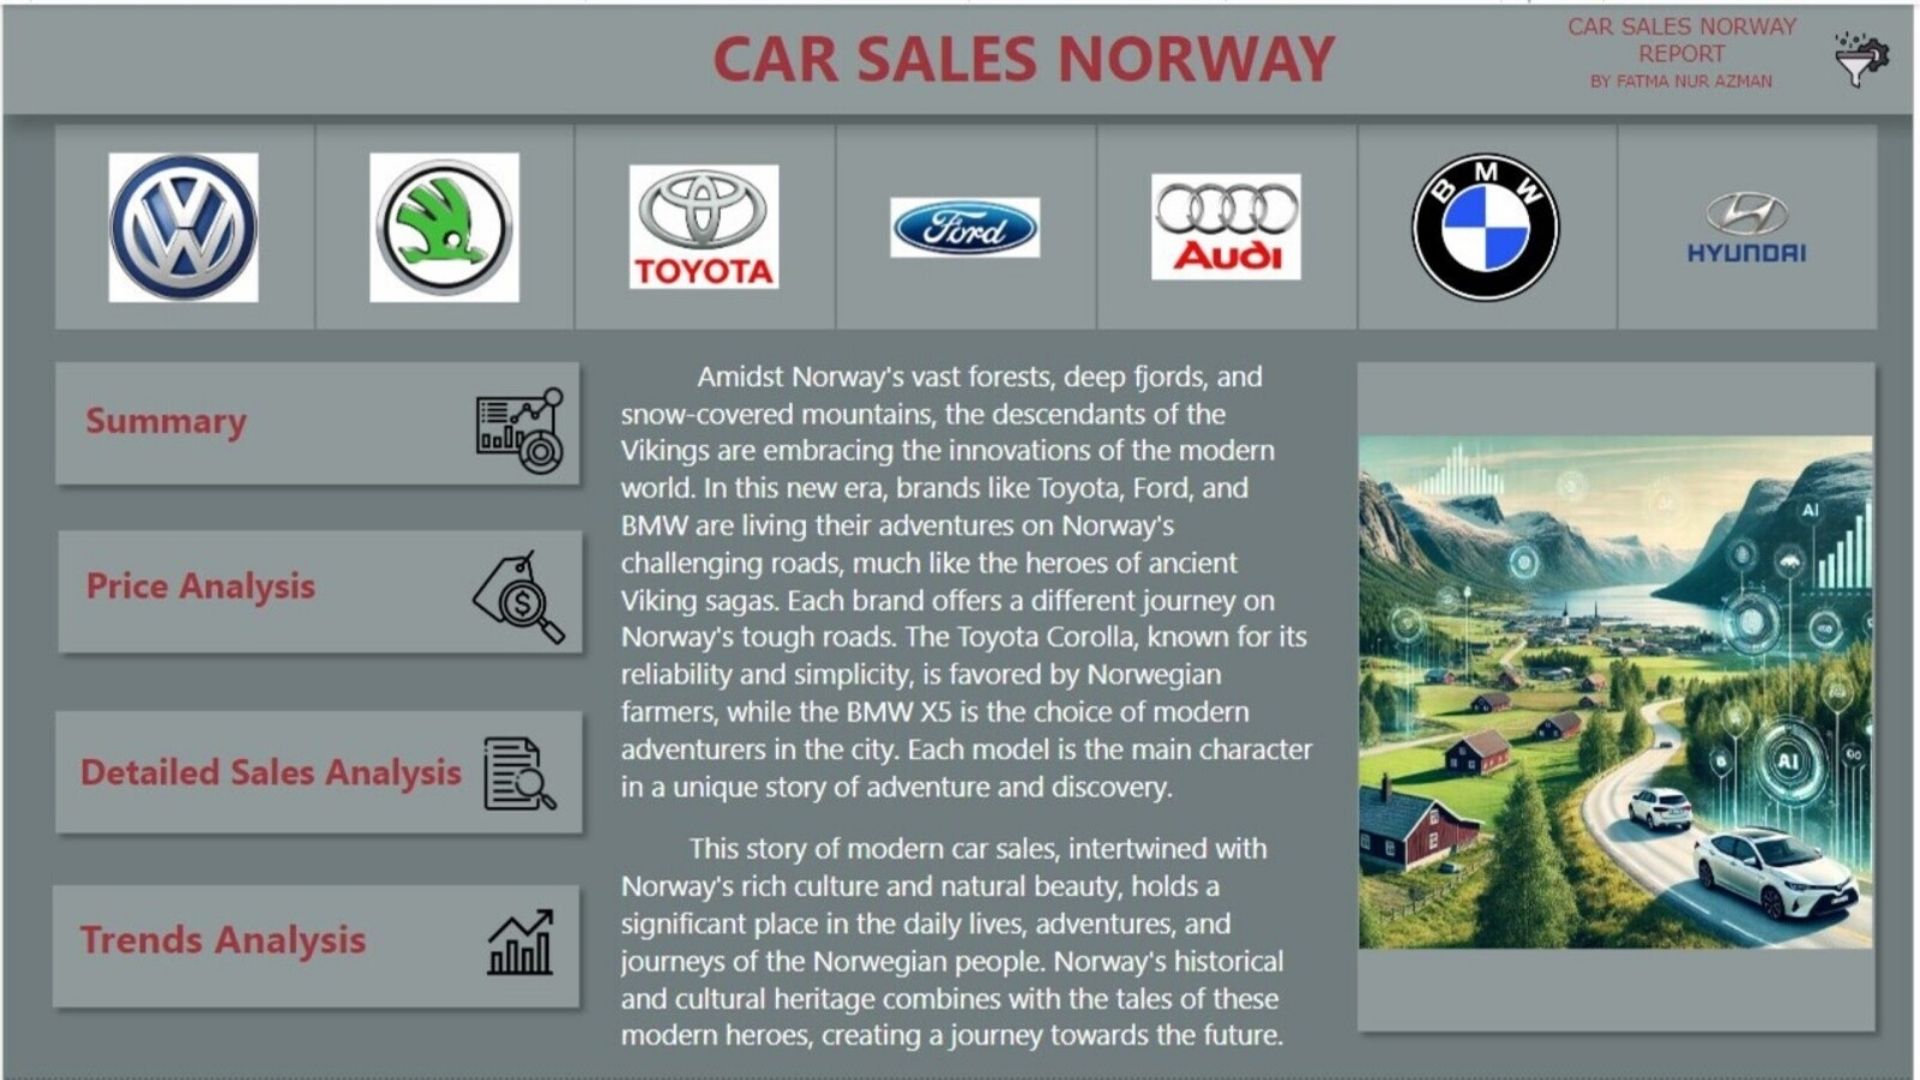 CAR SALES NORWAY
CAR SALES NORWAY
REPORT
BY FATMA NUR AZMAN
TOYOTA
Ford
Audi
BMW
HYUNDAI
Summary
Price Analysis
Detailed Sales Analysis
Trends Analysis
Amidst Norway's vast forests, deep fjords, and
snow-covered mountains, the descendants of the
Vikings are embracing the innovations of the modern
world. In this new era, brands like Toyota, Ford, and
BMW are living their adventures on Norway's
challenging roads, much like the heroes of ancient
Viking sagas. Each brand offers a different journey on
Norway's tough roads. The Toyota Corolla, known for its
reliability and simplicity, is favored by Norwegian
farmers, while the BMW X5 is the choice of modern
adventurers in the city. Each model is the main character
in a unique story of adventure and discovery.
This story of modern car sales, intertwined with
Norway's rich culture and natural beauty, holds a
significant place in the daily lives, adventures, and
journeys of the Norwegian people. Norway's historical
and cultural heritage combines with the tales of these
modern heroes, creating a journey towards the future.
AI
AI